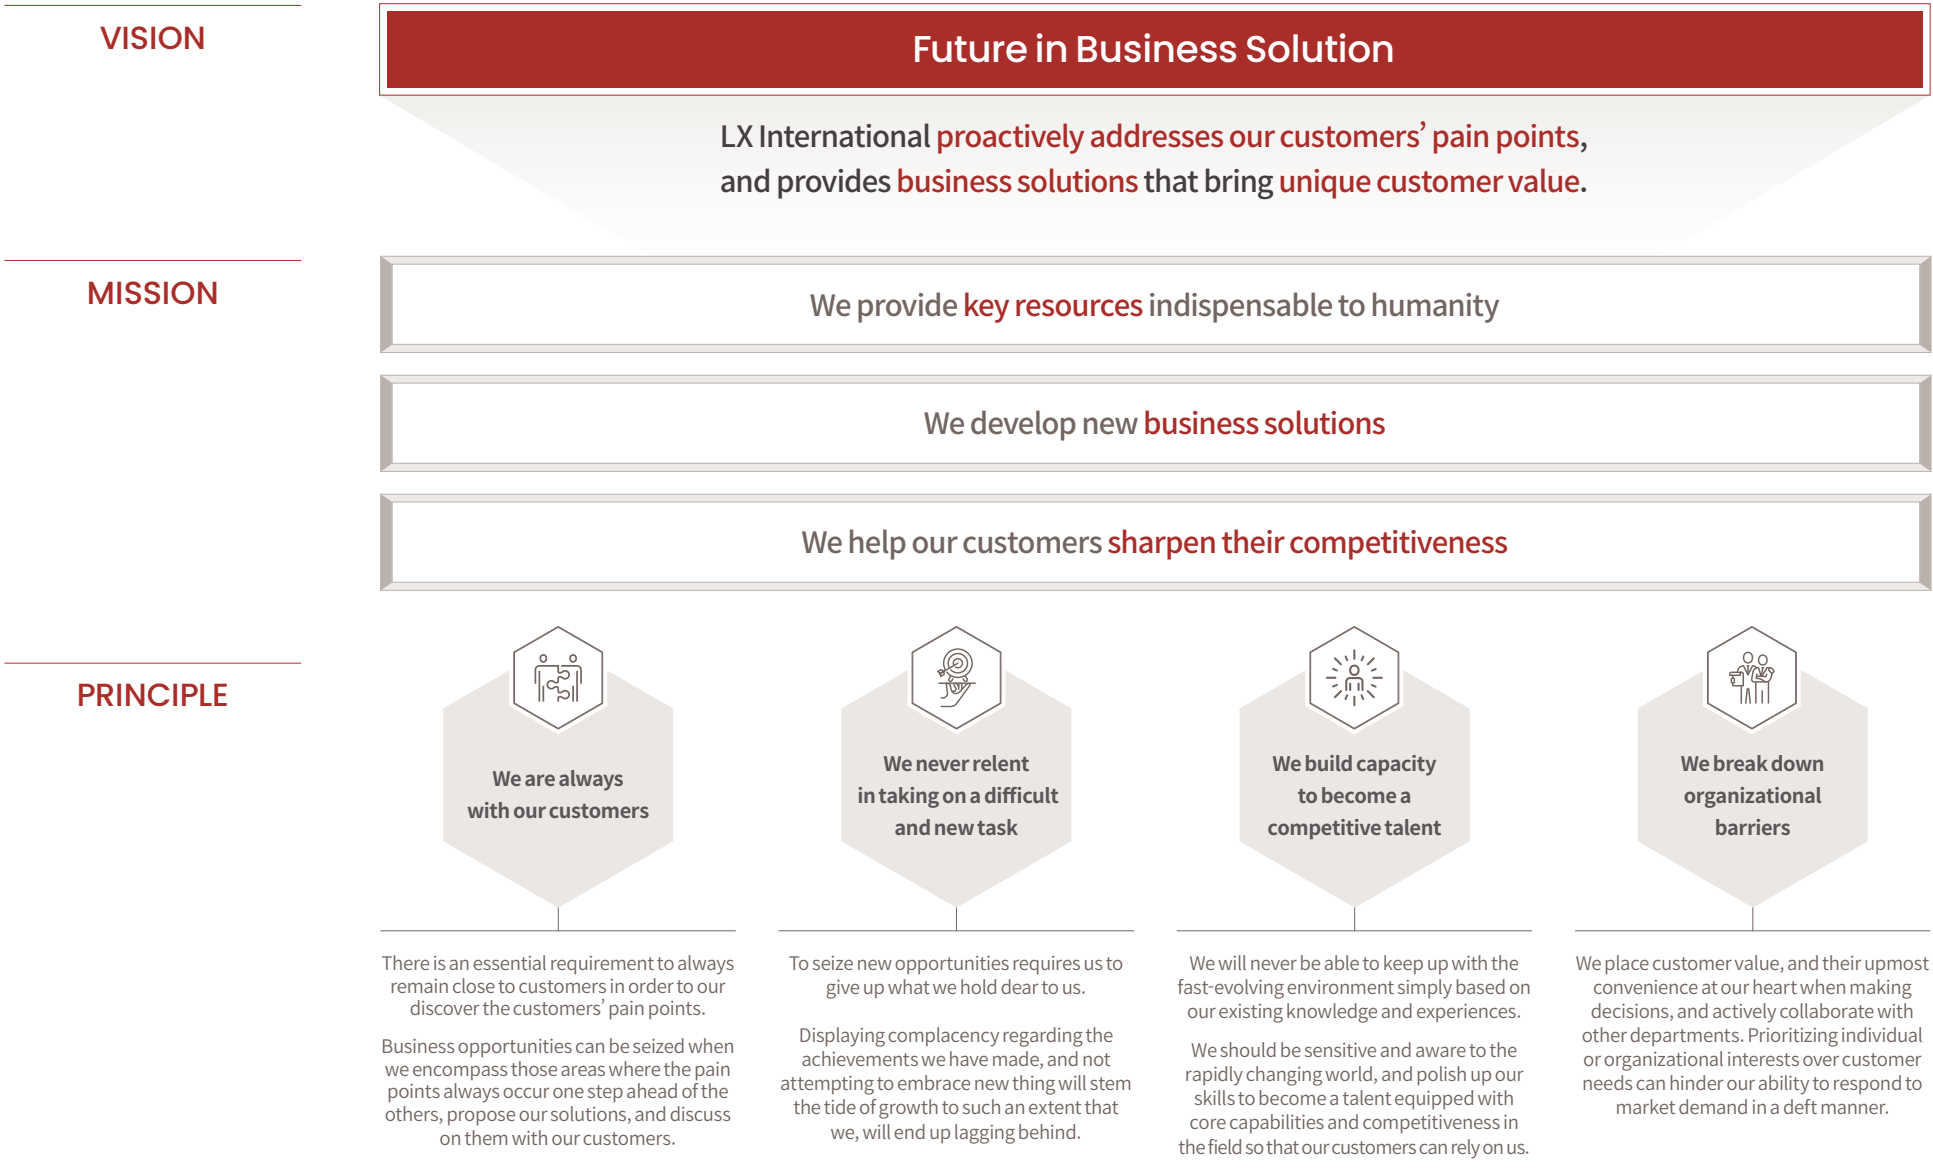 VISION
Future in Business Solution
LX International proactively addresses our customers’ pain points,
and provides business solutions that bring unique customer value.
MISSION
We provide key resources indispensable to humanity
We develop new business solutions
We help our customers sharpen their competitiveness
PRINCIPLE
We are always
with our customers
There is an essential requirement to always
remain close to customers in order to our
discover the customers’ pain points.
Business opportunities can be seized when
we encompass those areas where the pain
points always occur one step ahead of the
others, propose our solutions, and discuss
on them with our customers.
We never relent
in taking on a difficult
and new task
To seize new opportunities requires us to
give up what we hold dear to us.
Displaying complacency regarding the
achievements we have made, and not
attempting to embrace new thing will stem
the tide of growth to such an extent that
we, will end up lagging behind.
We build capacity
to become a
competitive talent
We will never be able to keep up with the
fast-evolving environment simply based on
our existing knowledge and experiences.
We should be sensitive and aware to the
rapidly changing world, and polish up our
skills to become a talent equipped with
core capabilities and competitiveness in
the field so that our customers can rely on us.
We break down
organizational
barriers
We place customer value, and their upmost
convenience at our heart when making
decisions, and actively collaborate with
other departments. Prioritizing individual
or organizational interests over customer
needs can hinder our ability to respond to
market demand in a deft manner.